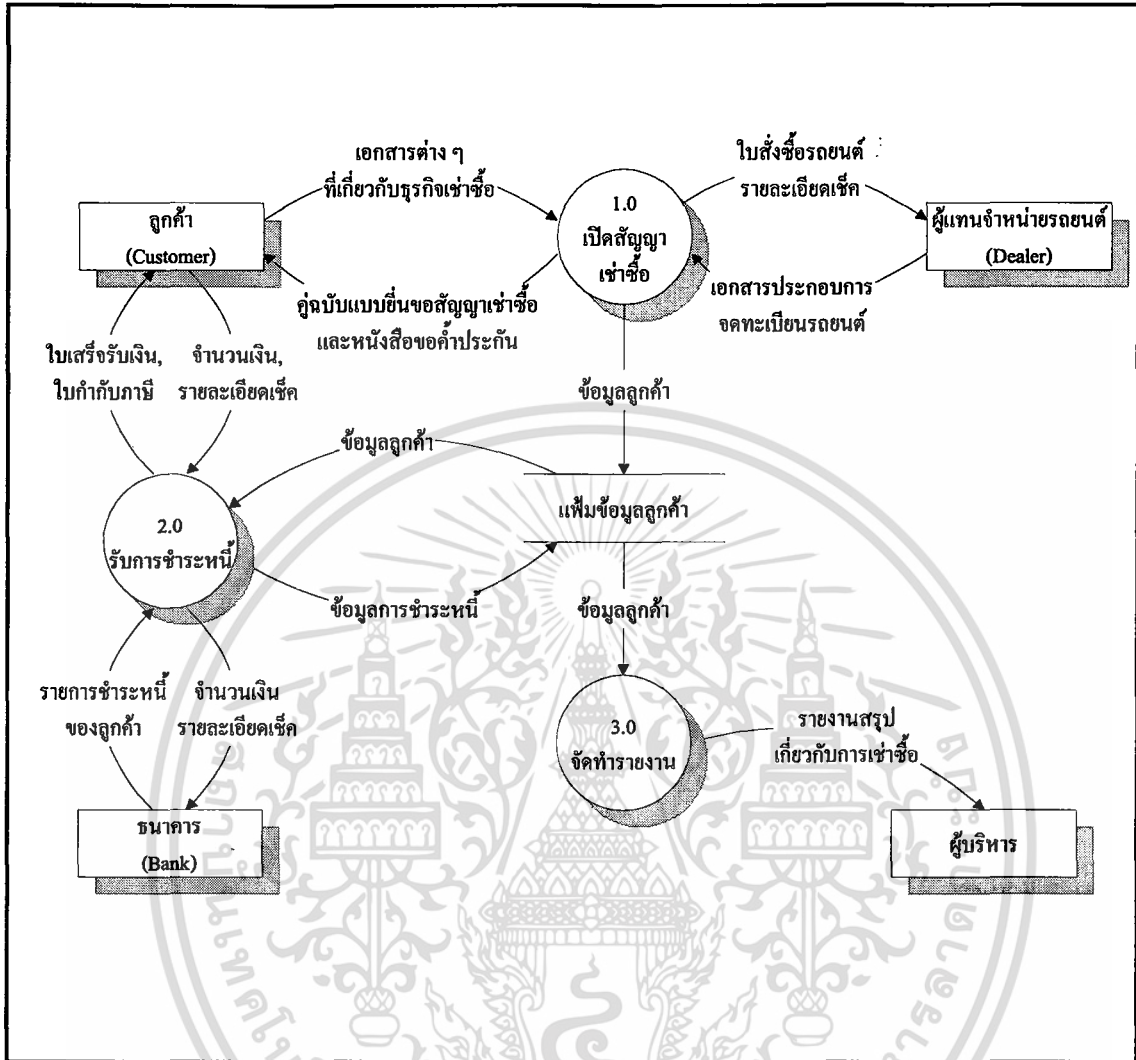 เอกสารต่าง ๆ
ที่เกี่ยวกับธุรกิจเช่าซื้อ
ใบสั่งซื้อรถยนต์
รายละเอียดเช็ค
ลูกค้า
(Customer)
1.0
เปิดสัญญา
เช่าซื้อ
ผู้แทนจำหน่ายรถยนต์
(Dealer)
คู่ฉบับแบบยื่นขอสัญญาเช่าซื้อ
และหนังสือขอค้ำประกัน
เอกสารประกอบการ
จดทะเบียนรถยนต์
ใบเสร็จรับเงิน,
ใบกำกับภาษี
จำนวนเงิน,
รายละเอียดเช็ค
ข้อมูลลูกค้า
ข้อมูลลูกค้า
แฟ้มข้อมูลลูกค้า
2.0
รับการชำระหนี้
ข้อมูลการชำระหนี้
ข้อมูลลูกค้า
รายการชำระหนี้
ของลูกค้า
จำนวนเงิน
รายละเอียดเช็ค
3.0
จัดทำรายงาน
รายงานสรุป
เกี่ยวกับการเช่าซื้อ
ธนาคาร
(Bank)
ผู้บริหาร